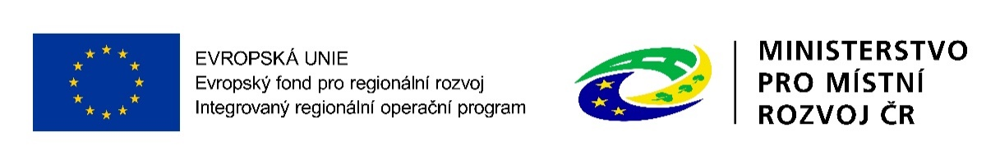 EVROPSKÁ UNIE
Evropský fond pro regionální rozvoj
Integrovaný regionální operační program
MINISTERSTVO
PRO MÍSTNÍ
ROZVOJ ČR